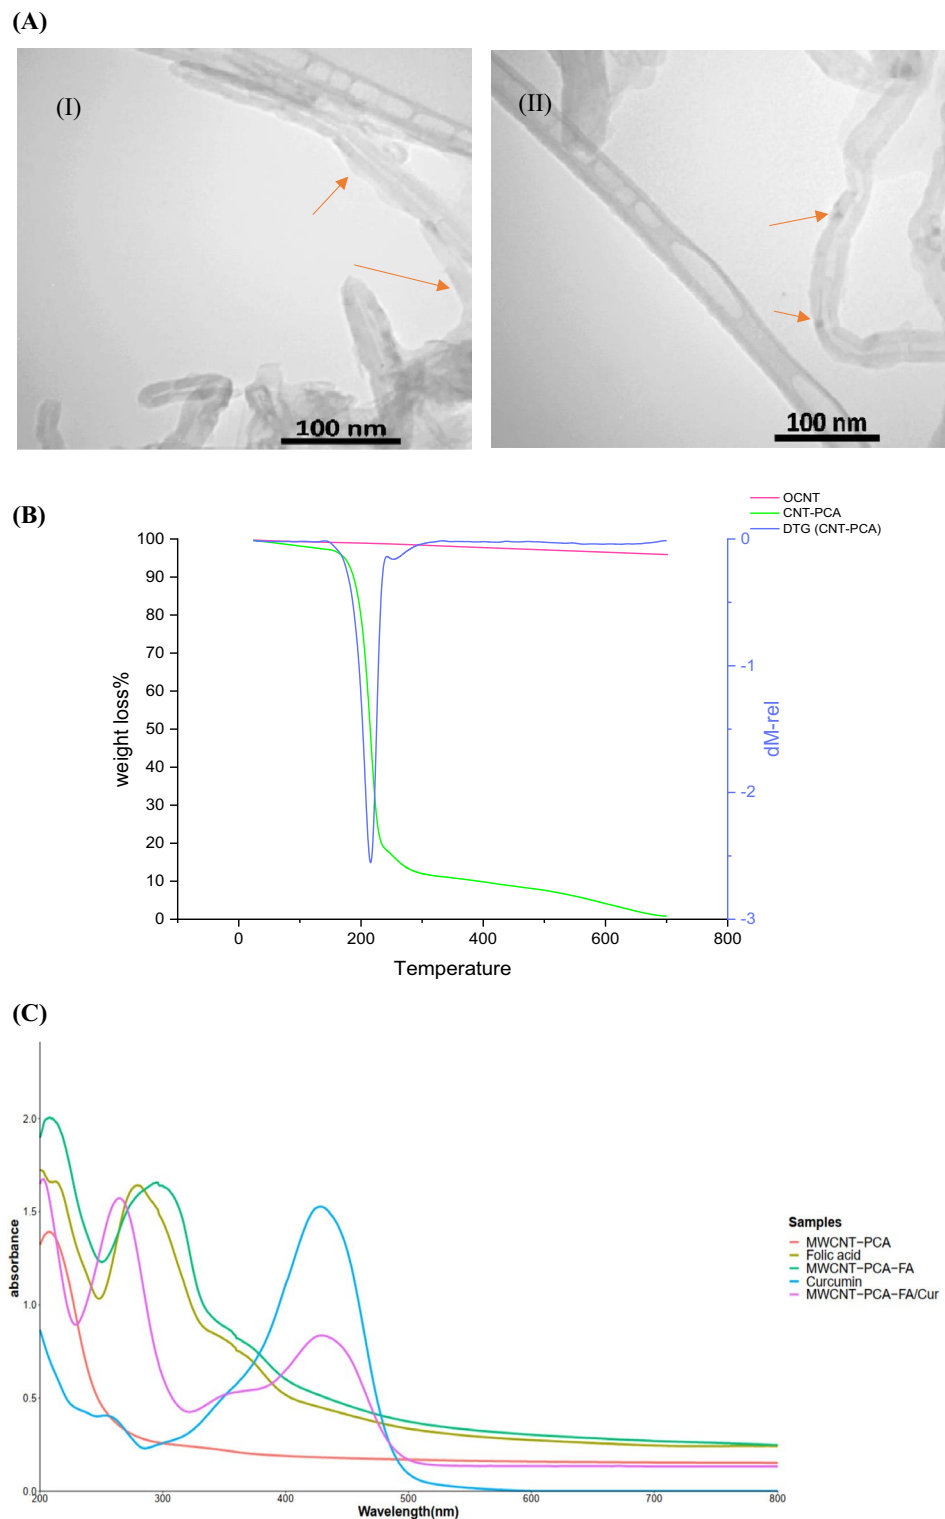 (A)
(I)
(II)
100 nm
100 nm
(B)
OCNT
CNT-PCA
DTG (CNT-PCA)
100
90
80
70
60
50
40
30
20
10
0
weight loss%
0
-1
-2
-3
dM-rel
0 200 400 600 800
Temperature
(C)
2.0
1.5
1.0
0.5
0.0
absorbance
200 300 400 500 600 700 800
Wavelength(nm)
Samples
MWCNT−PCA
Folic acid
MWCNT−PCA−FA
Curcumin
MWCNT−PCA−FA/Cur